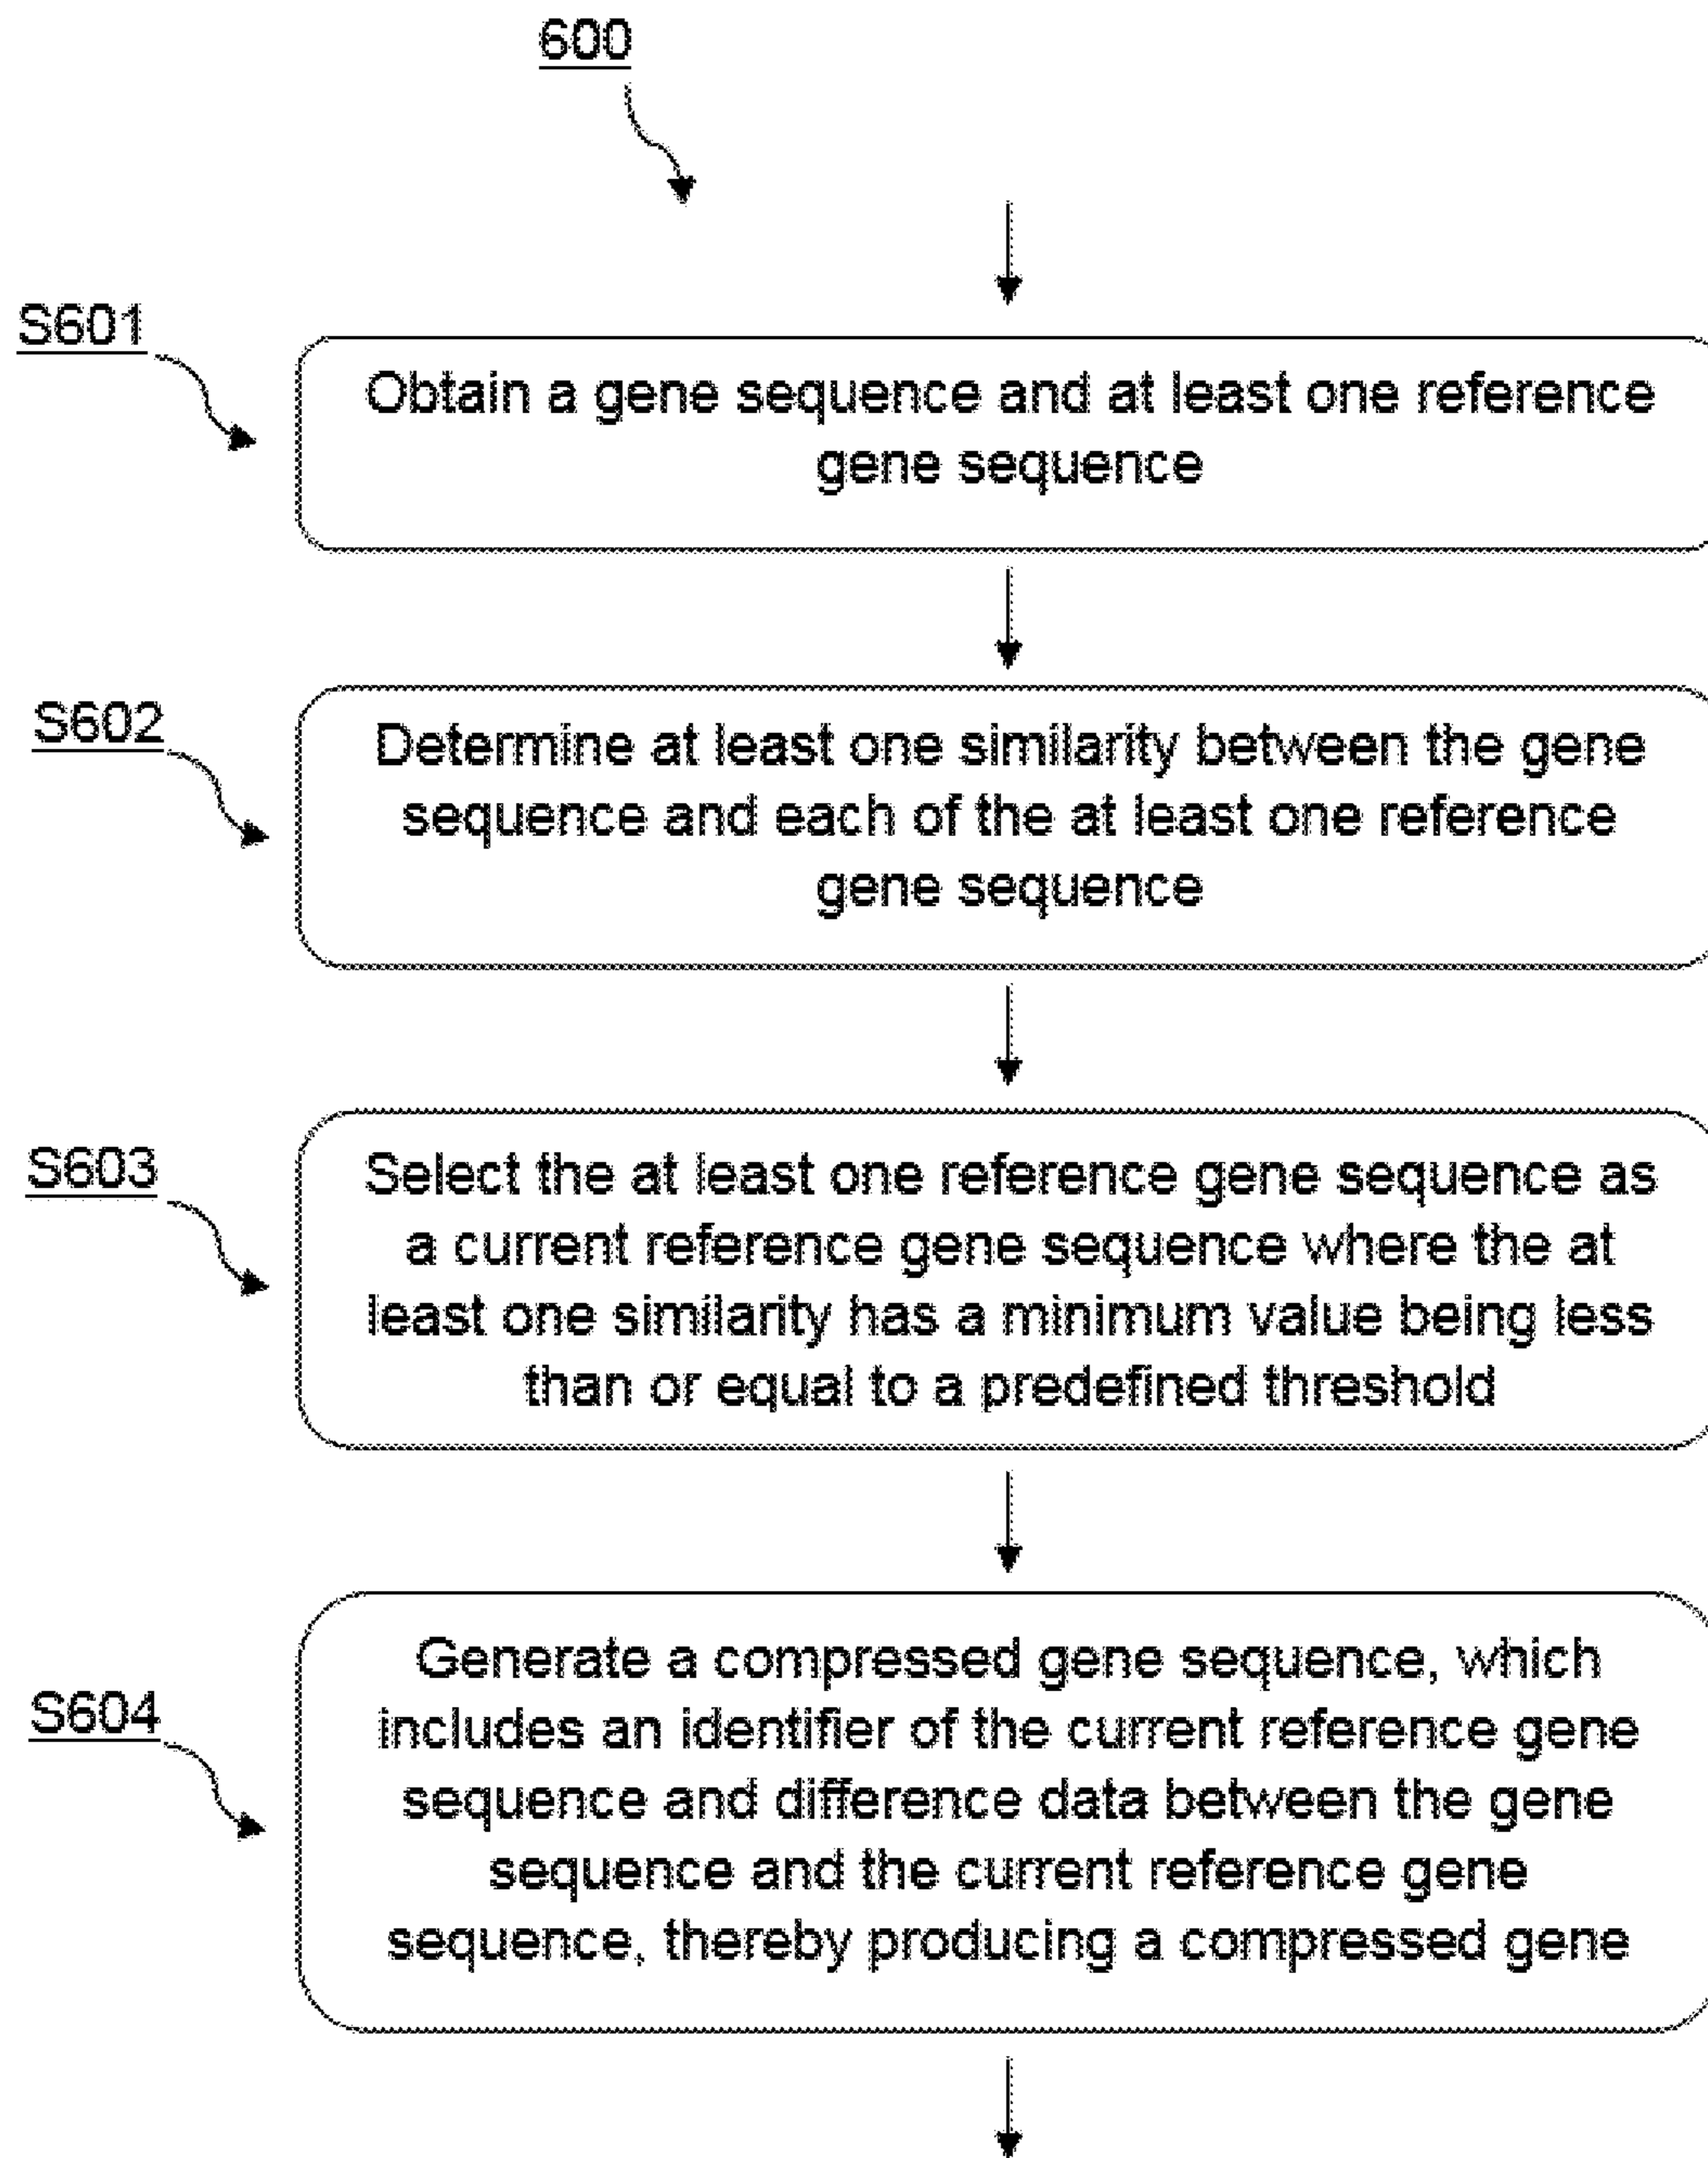 600
S601
Obtain a gene sequence and at least one reference
gene sequence
S602
Determine at least one similarity between the gene
sequence and each of the at least one reference
gene sequence
S603
Select the at least one reference gene sequence as
a current reference gene sequence where the at
least one similarity has a minimum value being less
than or equal to a predefined threshold
S604
Generate a compressed gene sequence, which
includes an identifier of the current reference gene
sequence and difference data between the gene
sequence and the current reference gene
sequence, thereby producing a compressed gene